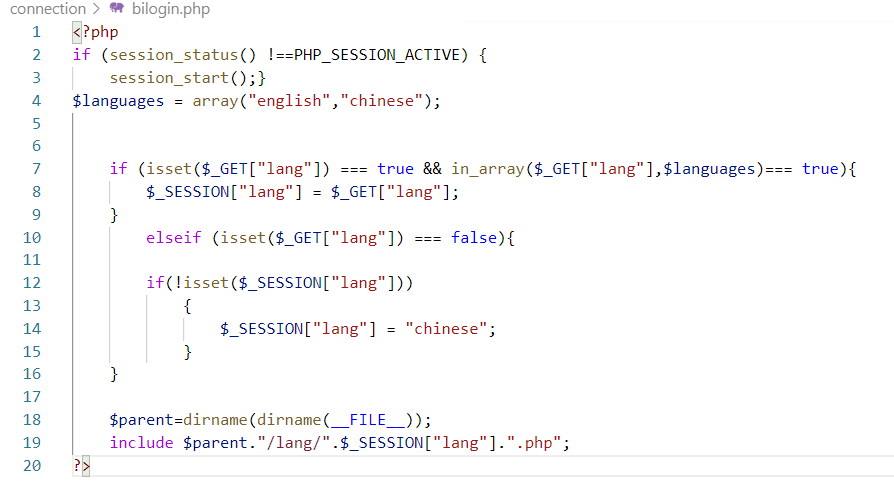 connection > bilogin.php
1 <?php
2 if (session_status() !==PHP_SESSION_ACTIVE) {
3 session_start();}
4 $languages = array("english","chinese");
5
6
7 if (isset($_GET["lang"]) === true && in_array($_GET["lang"],$languages)=== true){
8 $_SESSION["lang"] = $_GET["lang"];
9 }
10 elseif (isset($_GET["lang"]) === false){
11
12 if(!isset($_SESSION["lang"]))
13 {
14 $_SESSION["lang"] = "chinese";
15 }
16 }
17
18 $parent=dirname(dirname(__FILE__));
19 include $parent."/lang/".$_SESSION["lang"].".php";
20 ?>